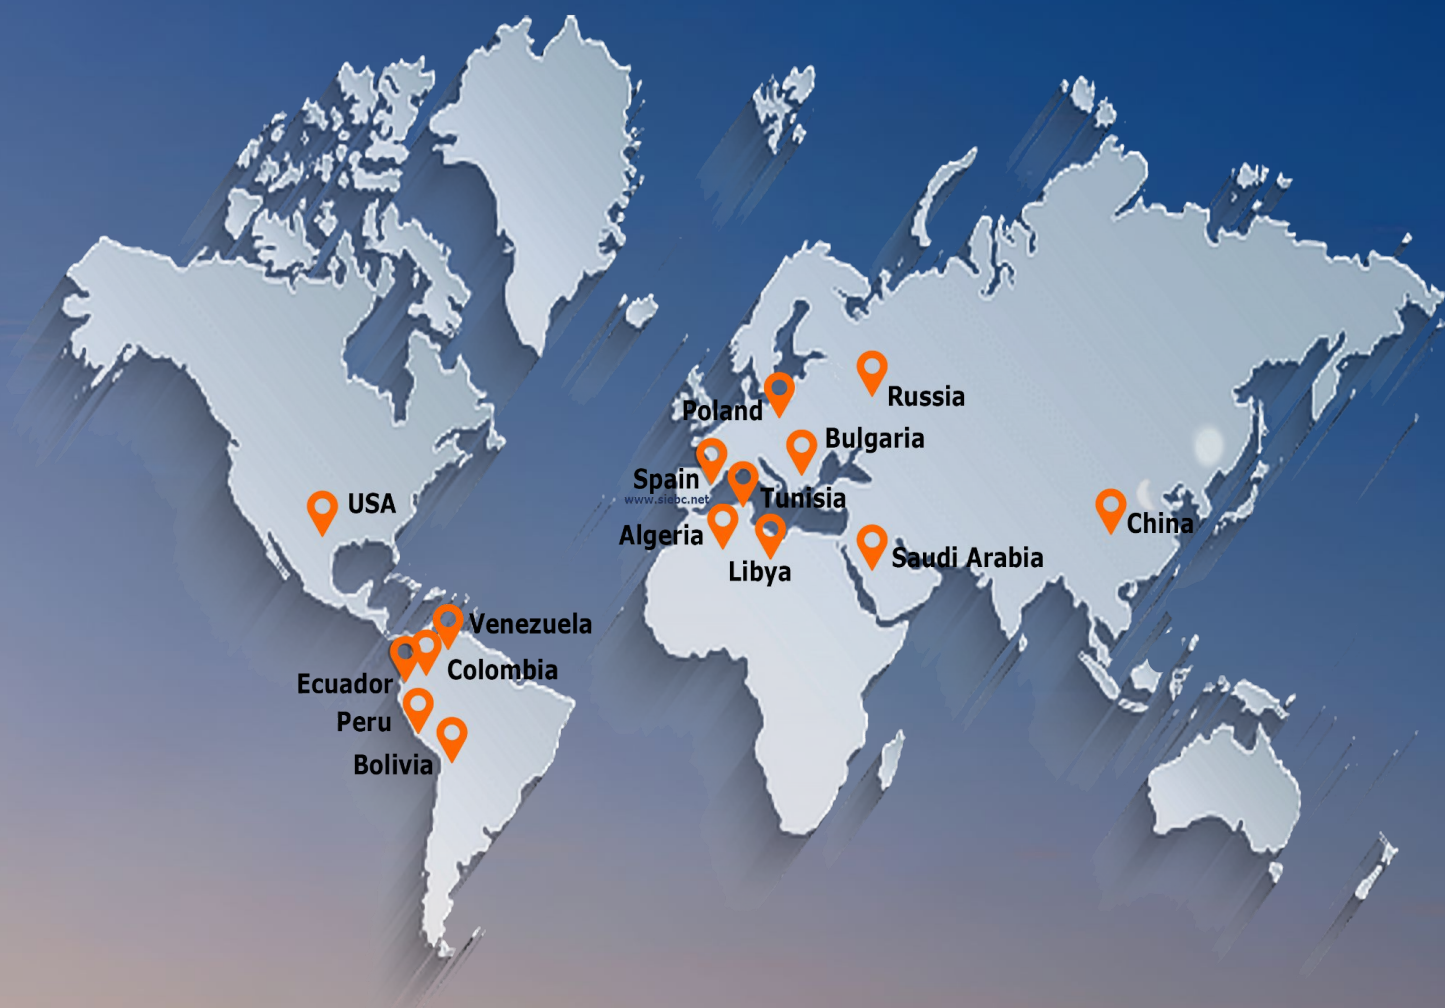 Russia
Poland
Bulgaria
Spain
www.siebc.net
Tunisia
USA
China
Algeria
Saudi Arabia
Libya
Venezuela
Colombia
Ecuador
Peru
Bolivia